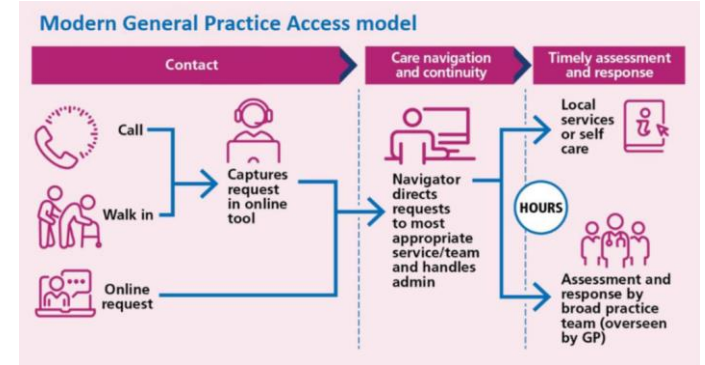 Modern General Practice Access model
Contact
Care navigation
and continuity
Timely assessment
and response
Call
Walk in
Captures
request
in online
tool
Online
request
Navigator
directs
requests
to most
appropriate
service/team
and handles
admin
Local
services
or self
care
HOURS
Assessment and
response by
broad practice
team (overseen
by GP)